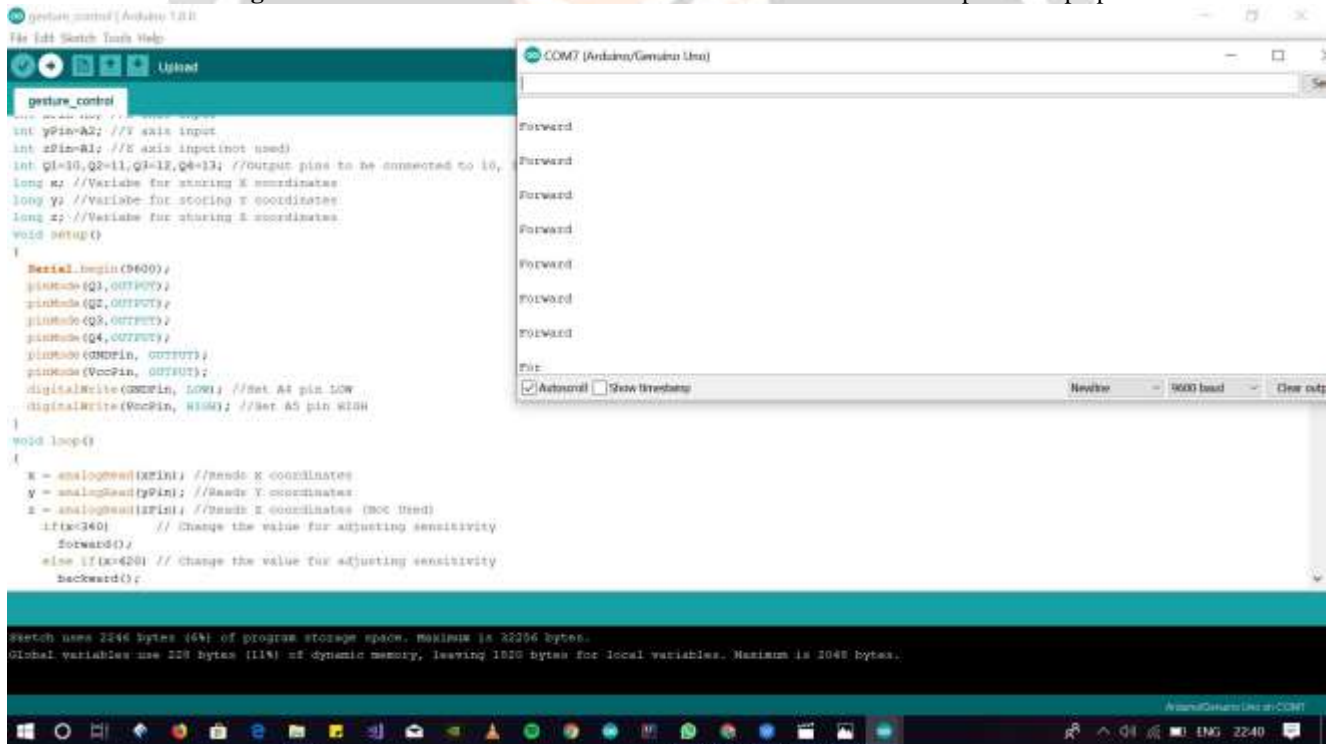 gesture_control | Arduino 1.8.8
File Edit Sketch Tools Help
Upload
gesture_control
int yPin=A2; //Y axis input
int zPin=A1; //Z axis input(not used)
int Q1=10,Q2=11,Q3=12,Q4=13; //Output pins to be connected to 10,
long x; //Variabe for storing X coordinates
long y; //Variabe for storing Y coordinates
long z; //Variabe for storing Z coordinates
void setup()
{
Serial.begin(9600);
pinMode(Q1,OUTPUT);
pinMode(Q2,OUTPUT);
pinMode(Q3,OUTPUT);
pinMode(Q4,OUTPUT);
pinMode(GNDPin, OUTPUT);
pinMode(VccPin, OUTPUT);
digitalWrite(GNDPin, LOW); //Set A4 pin LOW
digitalWrite(VccPin, HIGH); //Set A5 pin HIGH
}
void loop()
{
x = analogRead(xPin); //Reads X coordinates
y = analogRead(yPin); //Reads Y coordinates
z = analogRead(zPin); //Reads Z coordinates (Not Used)
if(x<340) // Change the value for adjusting sensitivity
forward();
else if(x>420) // Change the value for adjusting sensitivity
backward();
COM7 (Arduino/Genuino Uno)
Forward
Forward
Forward
Forward
Forward
Forward
Forward
For
Autoscroll Show timestamp Newline 9600 baud Clear outp
Sketch uses 2246 bytes (6%) of program storage space. Maximum is 32256 bytes.
Global variables use 228 bytes (11%) of dynamic memory, leaving 1820 bytes for local variables. Maximum is 2048 bytes.
Arduino/Genuino Uno on COM7
ENG 22:40